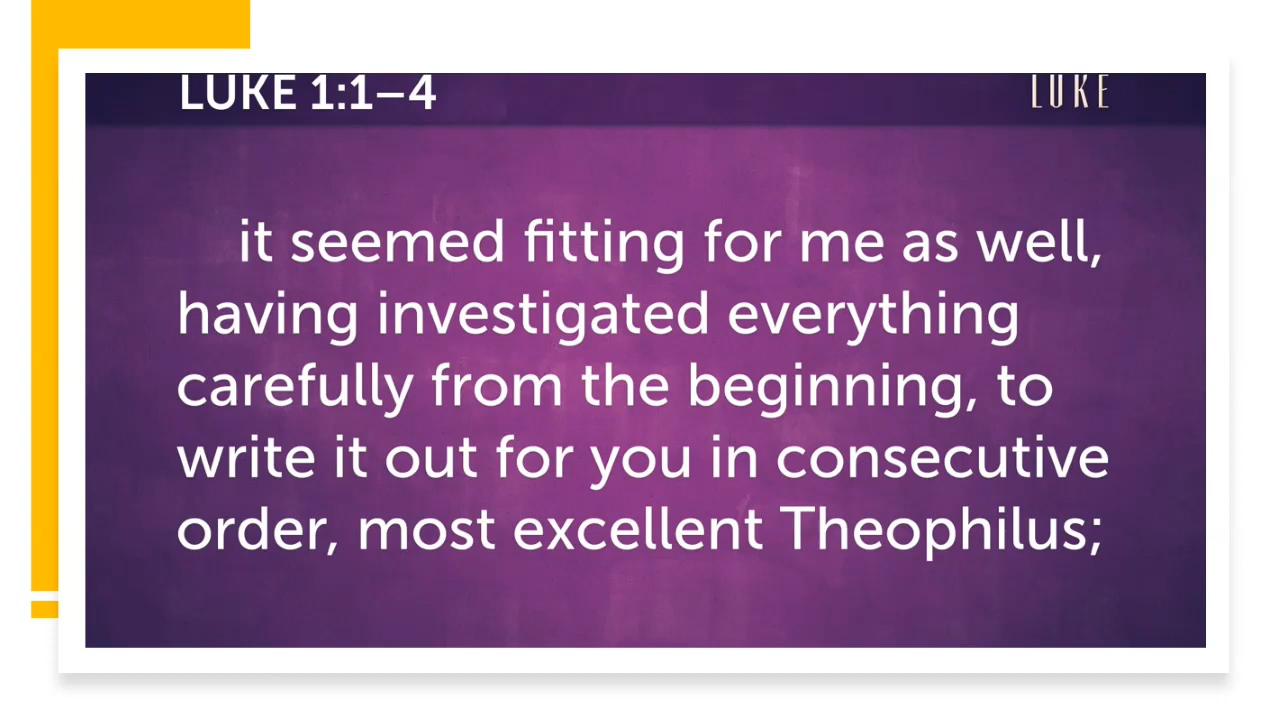 LUKE 1:1–4
LUKE
it seemed fitting for me as well,
having investigated everything
carefully from the beginning, to
write it out for you in consecutive
order, most excellent Theophilus;